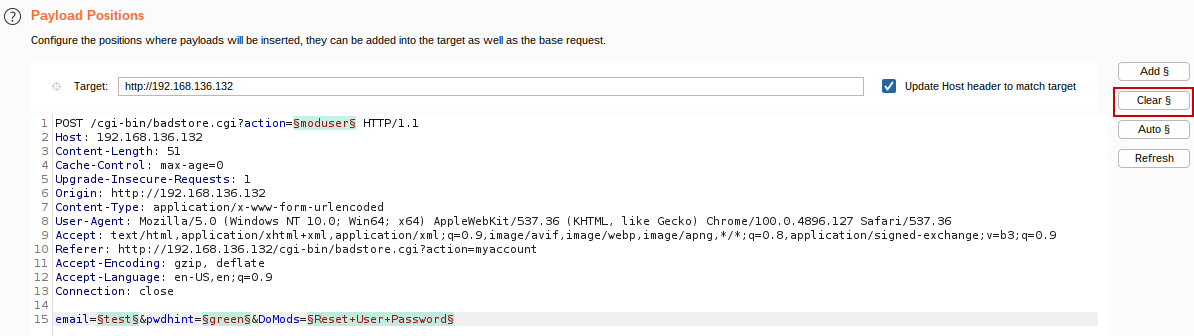 Payload Positions
Configure the positions where payloads will be inserted, they can be added into the target as well as the base request.
Target: http://192.168.136.132 Update Host header to match target
Add §
Clear §
Auto §
Refresh
1 POST /cgi-bin/badstore.cgi?action=§moduser§ HTTP/1.1
2 Host: 192.168.136.132
3 Content-Length: 51
4 Cache-Control: max-age=0
5 Upgrade-Insecure-Requests: 1
6 Origin: http://192.168.136.132
7 Content-Type: application/x-www-form-urlencoded
8 User-Agent: Mozilla/5.0 (Windows NT 10.0; Win64; x64) AppleWebKit/537.36 (KHTML, like Gecko) Chrome/100.0.4896.127 Safari/537.36
9 Accept: text/html,application/xhtml+xml,application/xml;q=0.9,image/avif,image/webp,image/apng,*/*;q=0.8,application/signed-exchange;v=b3;q=0.9
10 Referer: http://192.168.136.132/cgi-bin/badstore.cgi?action=myaccount
11 Accept-Encoding: gzip, deflate
12 Accept-Language: en-US,en;q=0.9
13 Connection: close
14
15 email=§test§&pwdhint=§green§&DoMods=§Reset+User+Password§